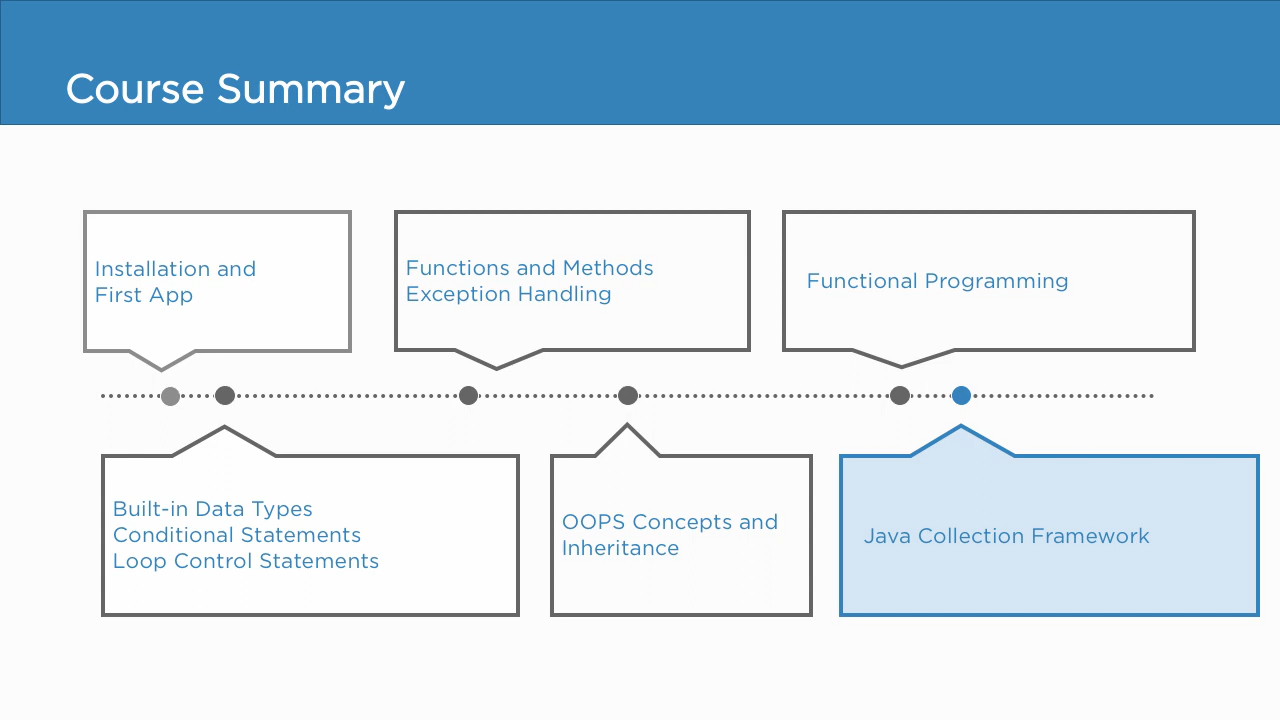 Course Summary
Installation and
First App
Functions and Methods
Exception Handling
Functional Programming
Built-in Data Types
Conditional Statements
Loop Control Statements
OOPS Concepts and
Inheritance
Java Collection Framework